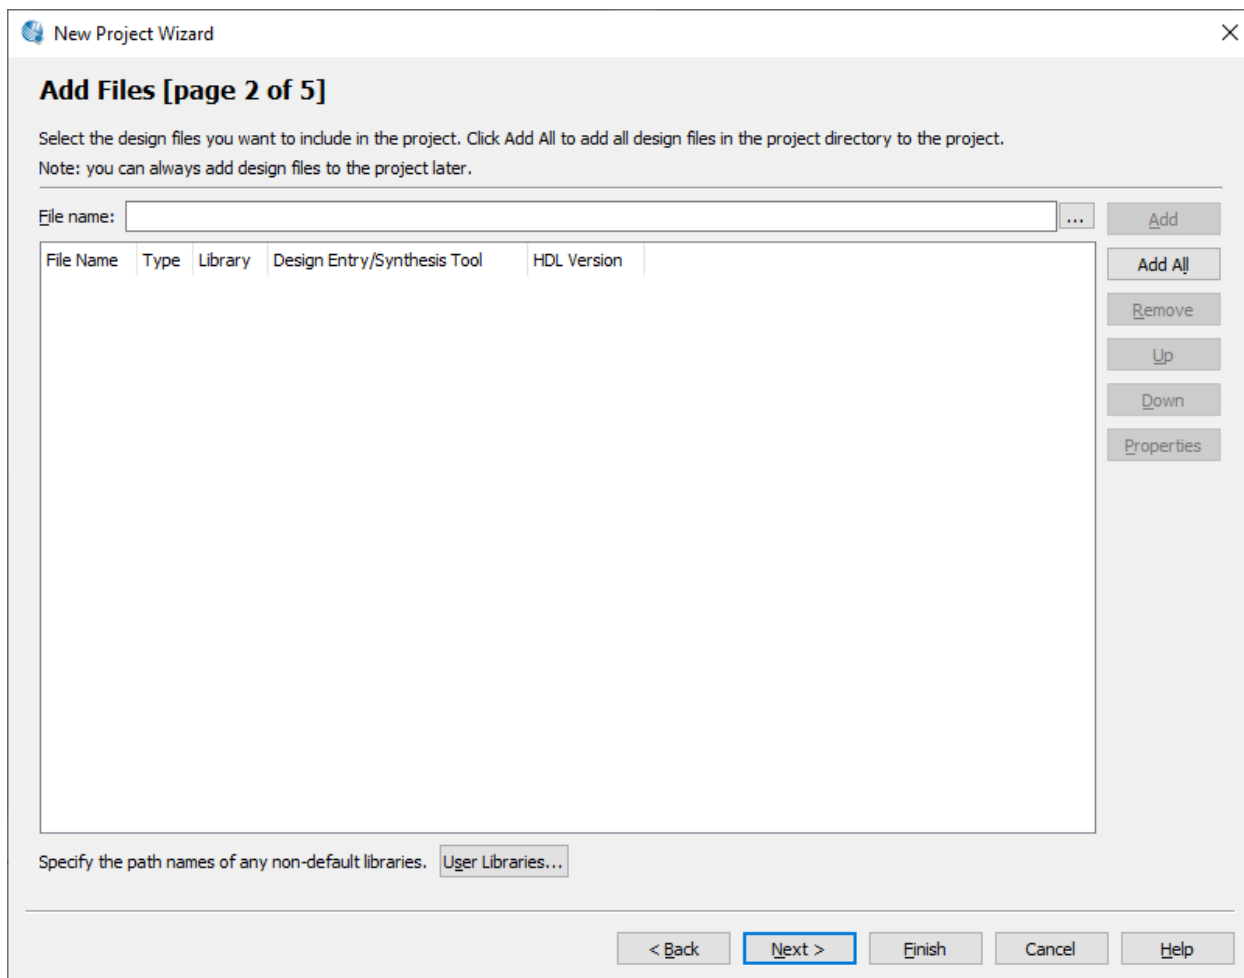 New Project Wizard
Add Files [page 2 of 5]
Select the design files you want to include in the project. Click Add All to add all design files in the project directory to the project.
Note: you can always add design files to the project later.
File name: ... Add
File Name Type Library Design Entry/Synthesis Tool HDL Version
Add All
Remove
Up
Down
Properties
Specify the path names of any non-default libraries. User Libraries...
< Back Next > Finish Cancel Help